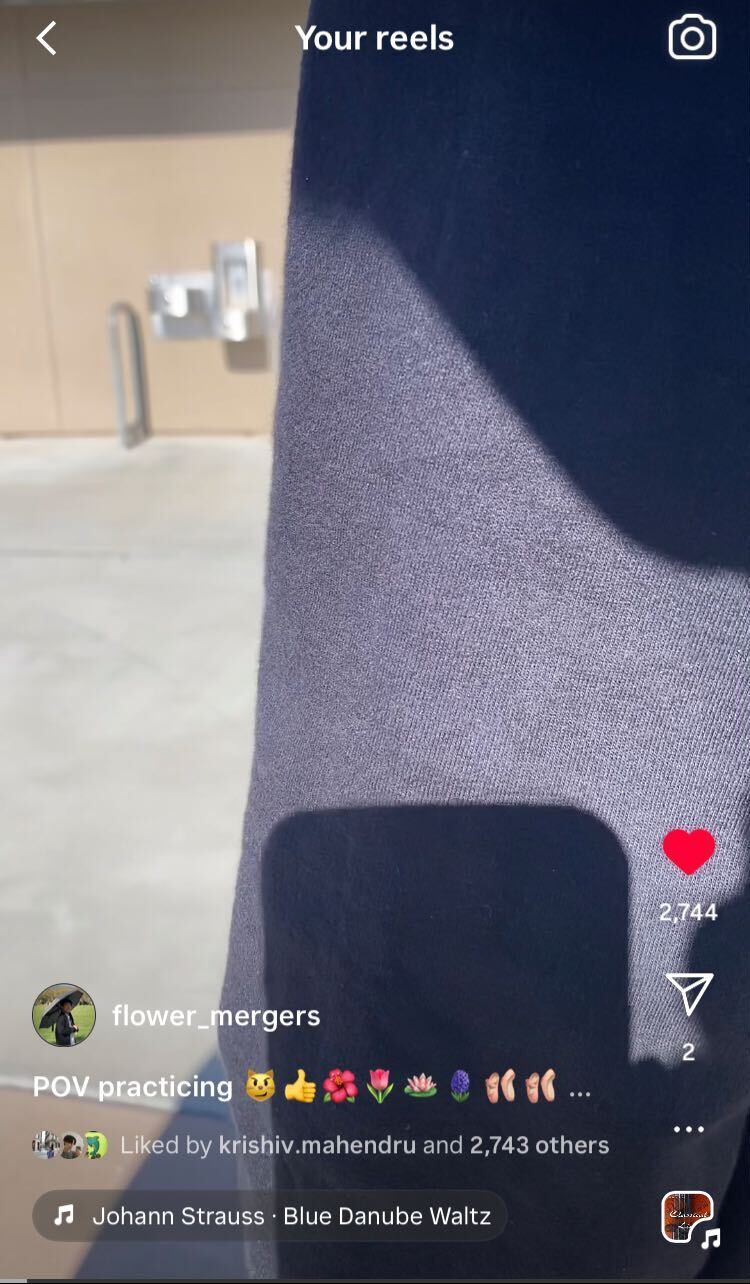 Your reels
2,744
2
flower_mergers
POV practicing 😼👍🌺🌷🪷🪻🫰🫰 ...
Liked by krishiv.mahendru and 2,743 others
Johann Strauss · Blue Danube Waltz
Classical